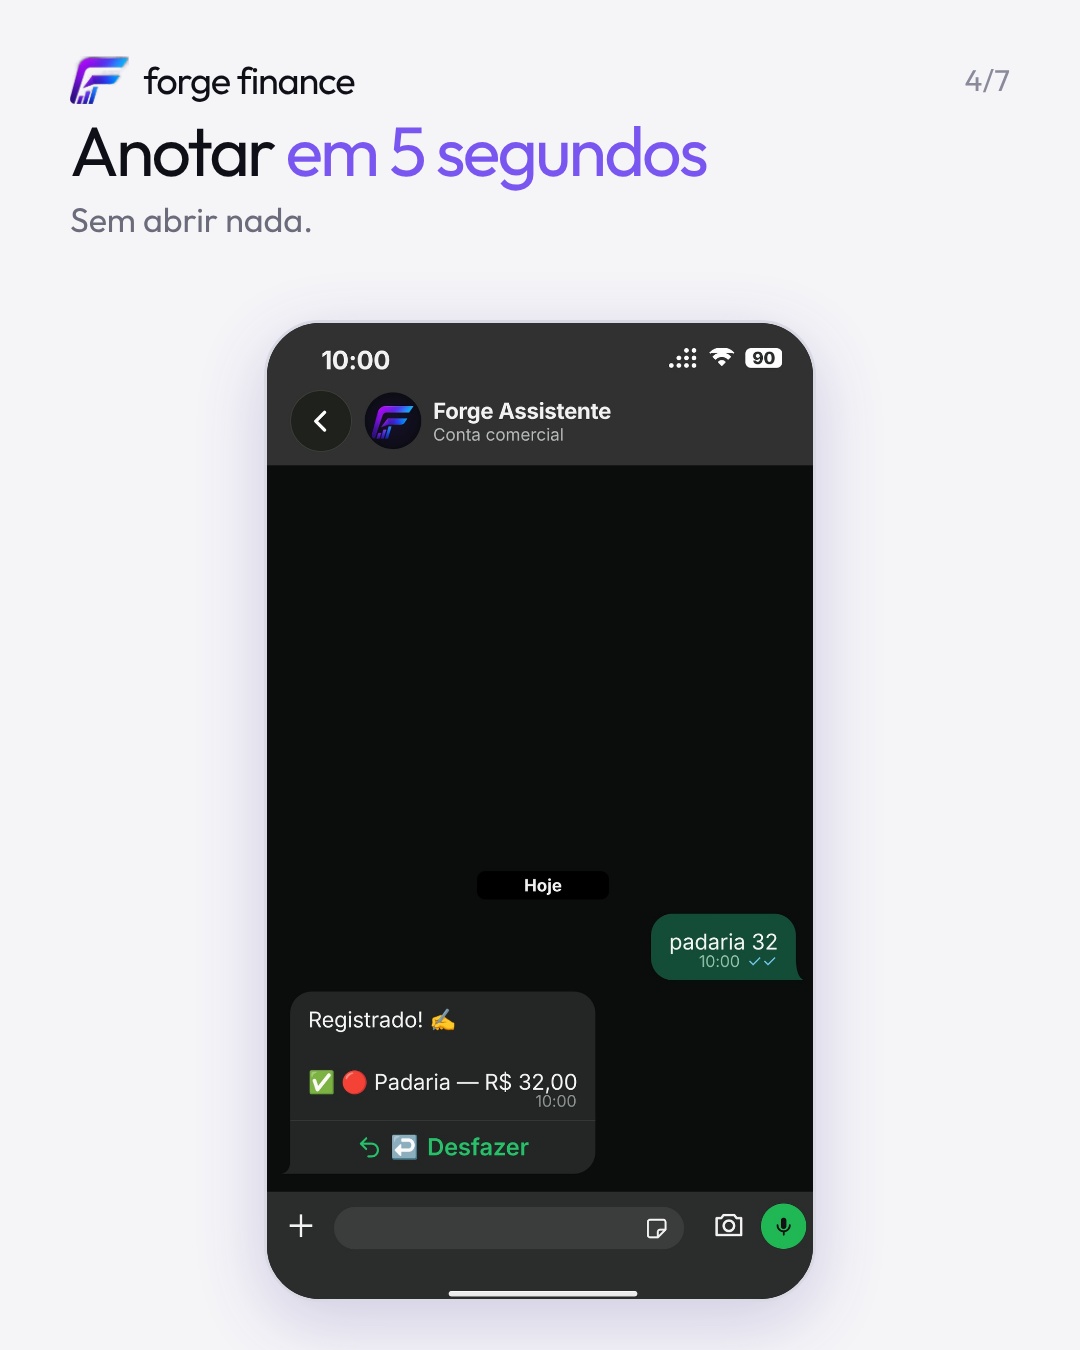 forge finance
4/7
Anotar em 5 segundos
Sem abrir nada.
10:00
90
Forge Assistente
Conta comercial
Hoje
padaria 32
10:00 ✓✓
Registrado! ✍️
✅ 🔴 Padaria — R$ 32,00
10:00
↩️ Desfazer